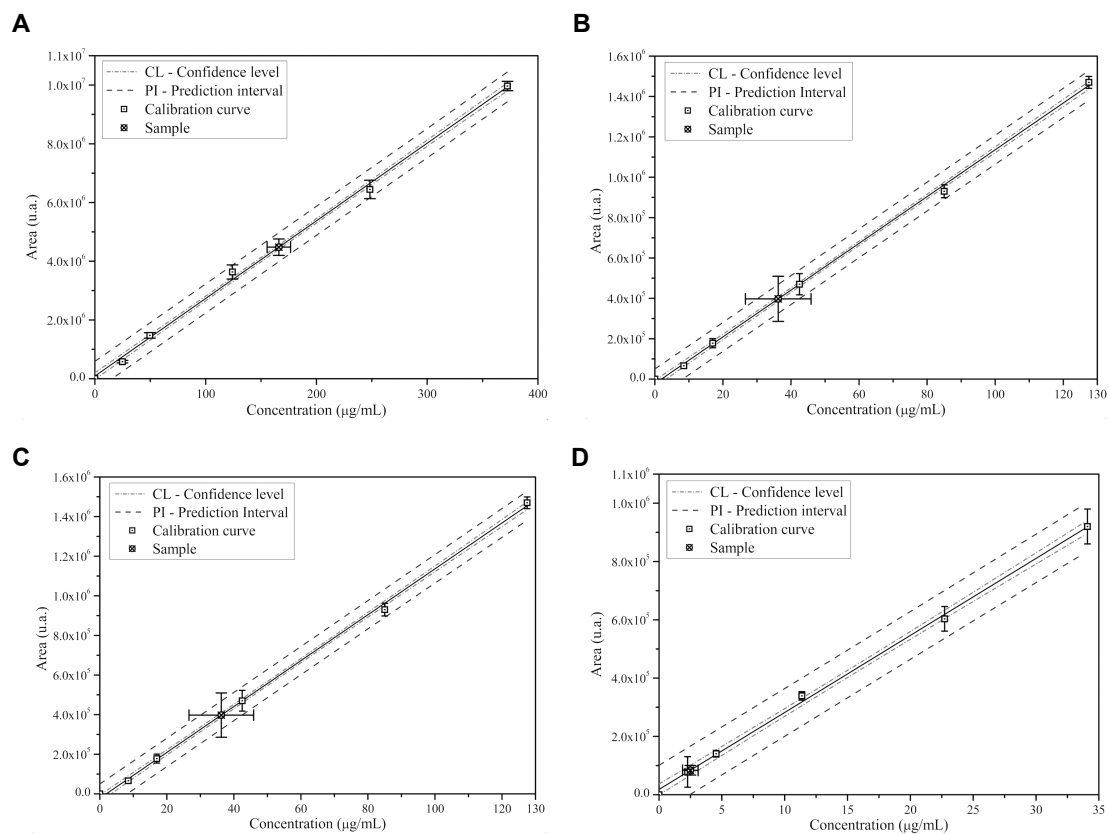 A
1.1x10⁷
CL - Confidence level
PI - Prediction interval
Calibration curve
Sample
8.0x10⁶
6.0x10⁶
4.0x10⁶
2.0x10⁶
0.0
Area (u.a.)
0
100
200
300
400
Concentration (µg/mL)
B
1.6x10⁶
CL - Confidence level
PI - Prediction Interval
Calibration curve
Sample
1.4x10⁶
1.2x10⁶
1.0x10⁶
8.0x10⁵
6.0x10⁵
4.0x10⁵
2.0x10⁵
0.0
Area (u.a.)
0
20
40
60
80
100
120
130
Concentration (µg/mL)
C
1.6x10⁶
CL - Confidence level
PI - Prediction Interval
Calibration curve
Sample
1.4x10⁶
1.2x10⁶
1.0x10⁶
8.0x10⁵
6.0x10⁵
4.0x10⁵
2.0x10⁵
0.0
Area (u.a.)
0
20
40
60
80
100
120
130
Concentration (µg/mL)
D
1.1x10⁶
CL - Confidence level
PI - Prediction interval
Calibration curve
Sample
8.0x10⁵
6.0x10⁵
4.0x10⁵
2.0x10⁵
0.0
Area (u.a.)
0
5
10
15
20
25
30
35
Concentration (µg/mL)